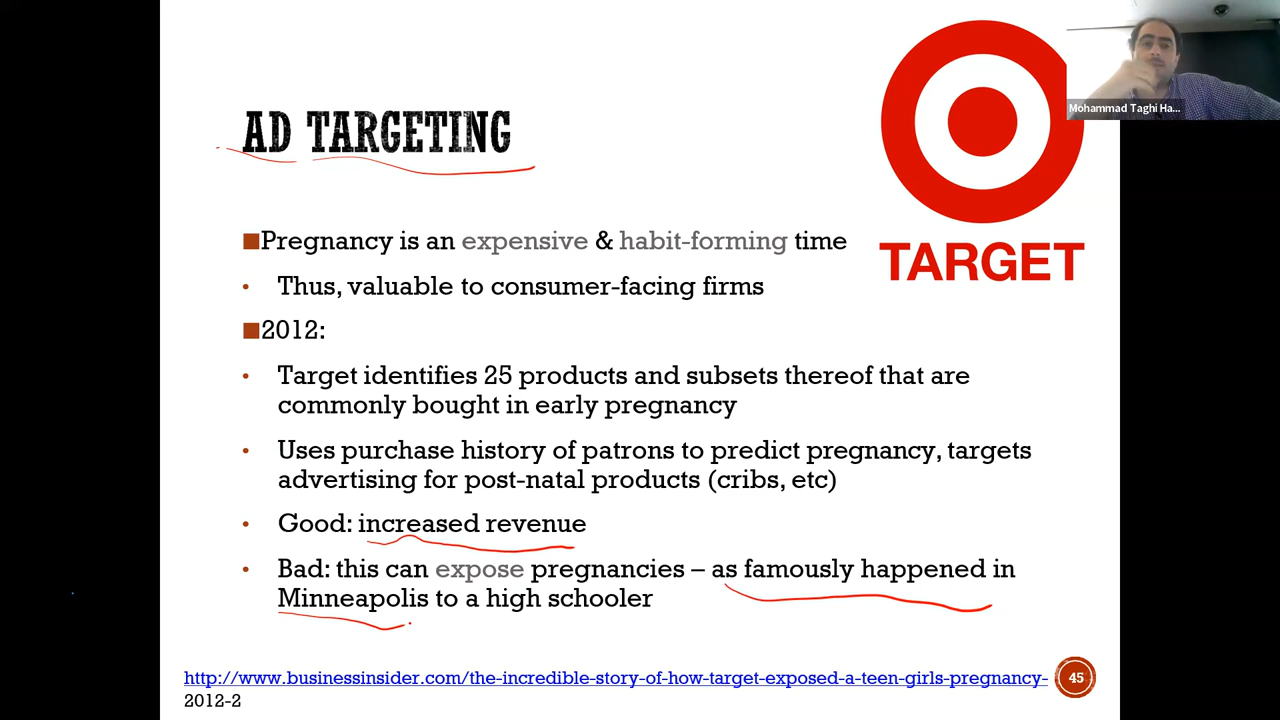 AD TARGETING
Mohammad Taghi Ha...
TARGET
Pregnancy is an expensive & habit-forming time
• Thus, valuable to consumer-facing firms
2012:
• Target identifies 25 products and subsets thereof that are
commonly bought in early pregnancy
• Uses purchase history of patrons to predict pregnancy, targets
advertising for post-natal products (cribs, etc)
• Good: increased revenue
• Bad: this can expose pregnancies – as famously happened in
Minneapolis to a high schooler
http://www.businessinsider.com/the-incredible-story-of-how-target-exposed-a-teen-girls-pregnancy-
2012-2
45